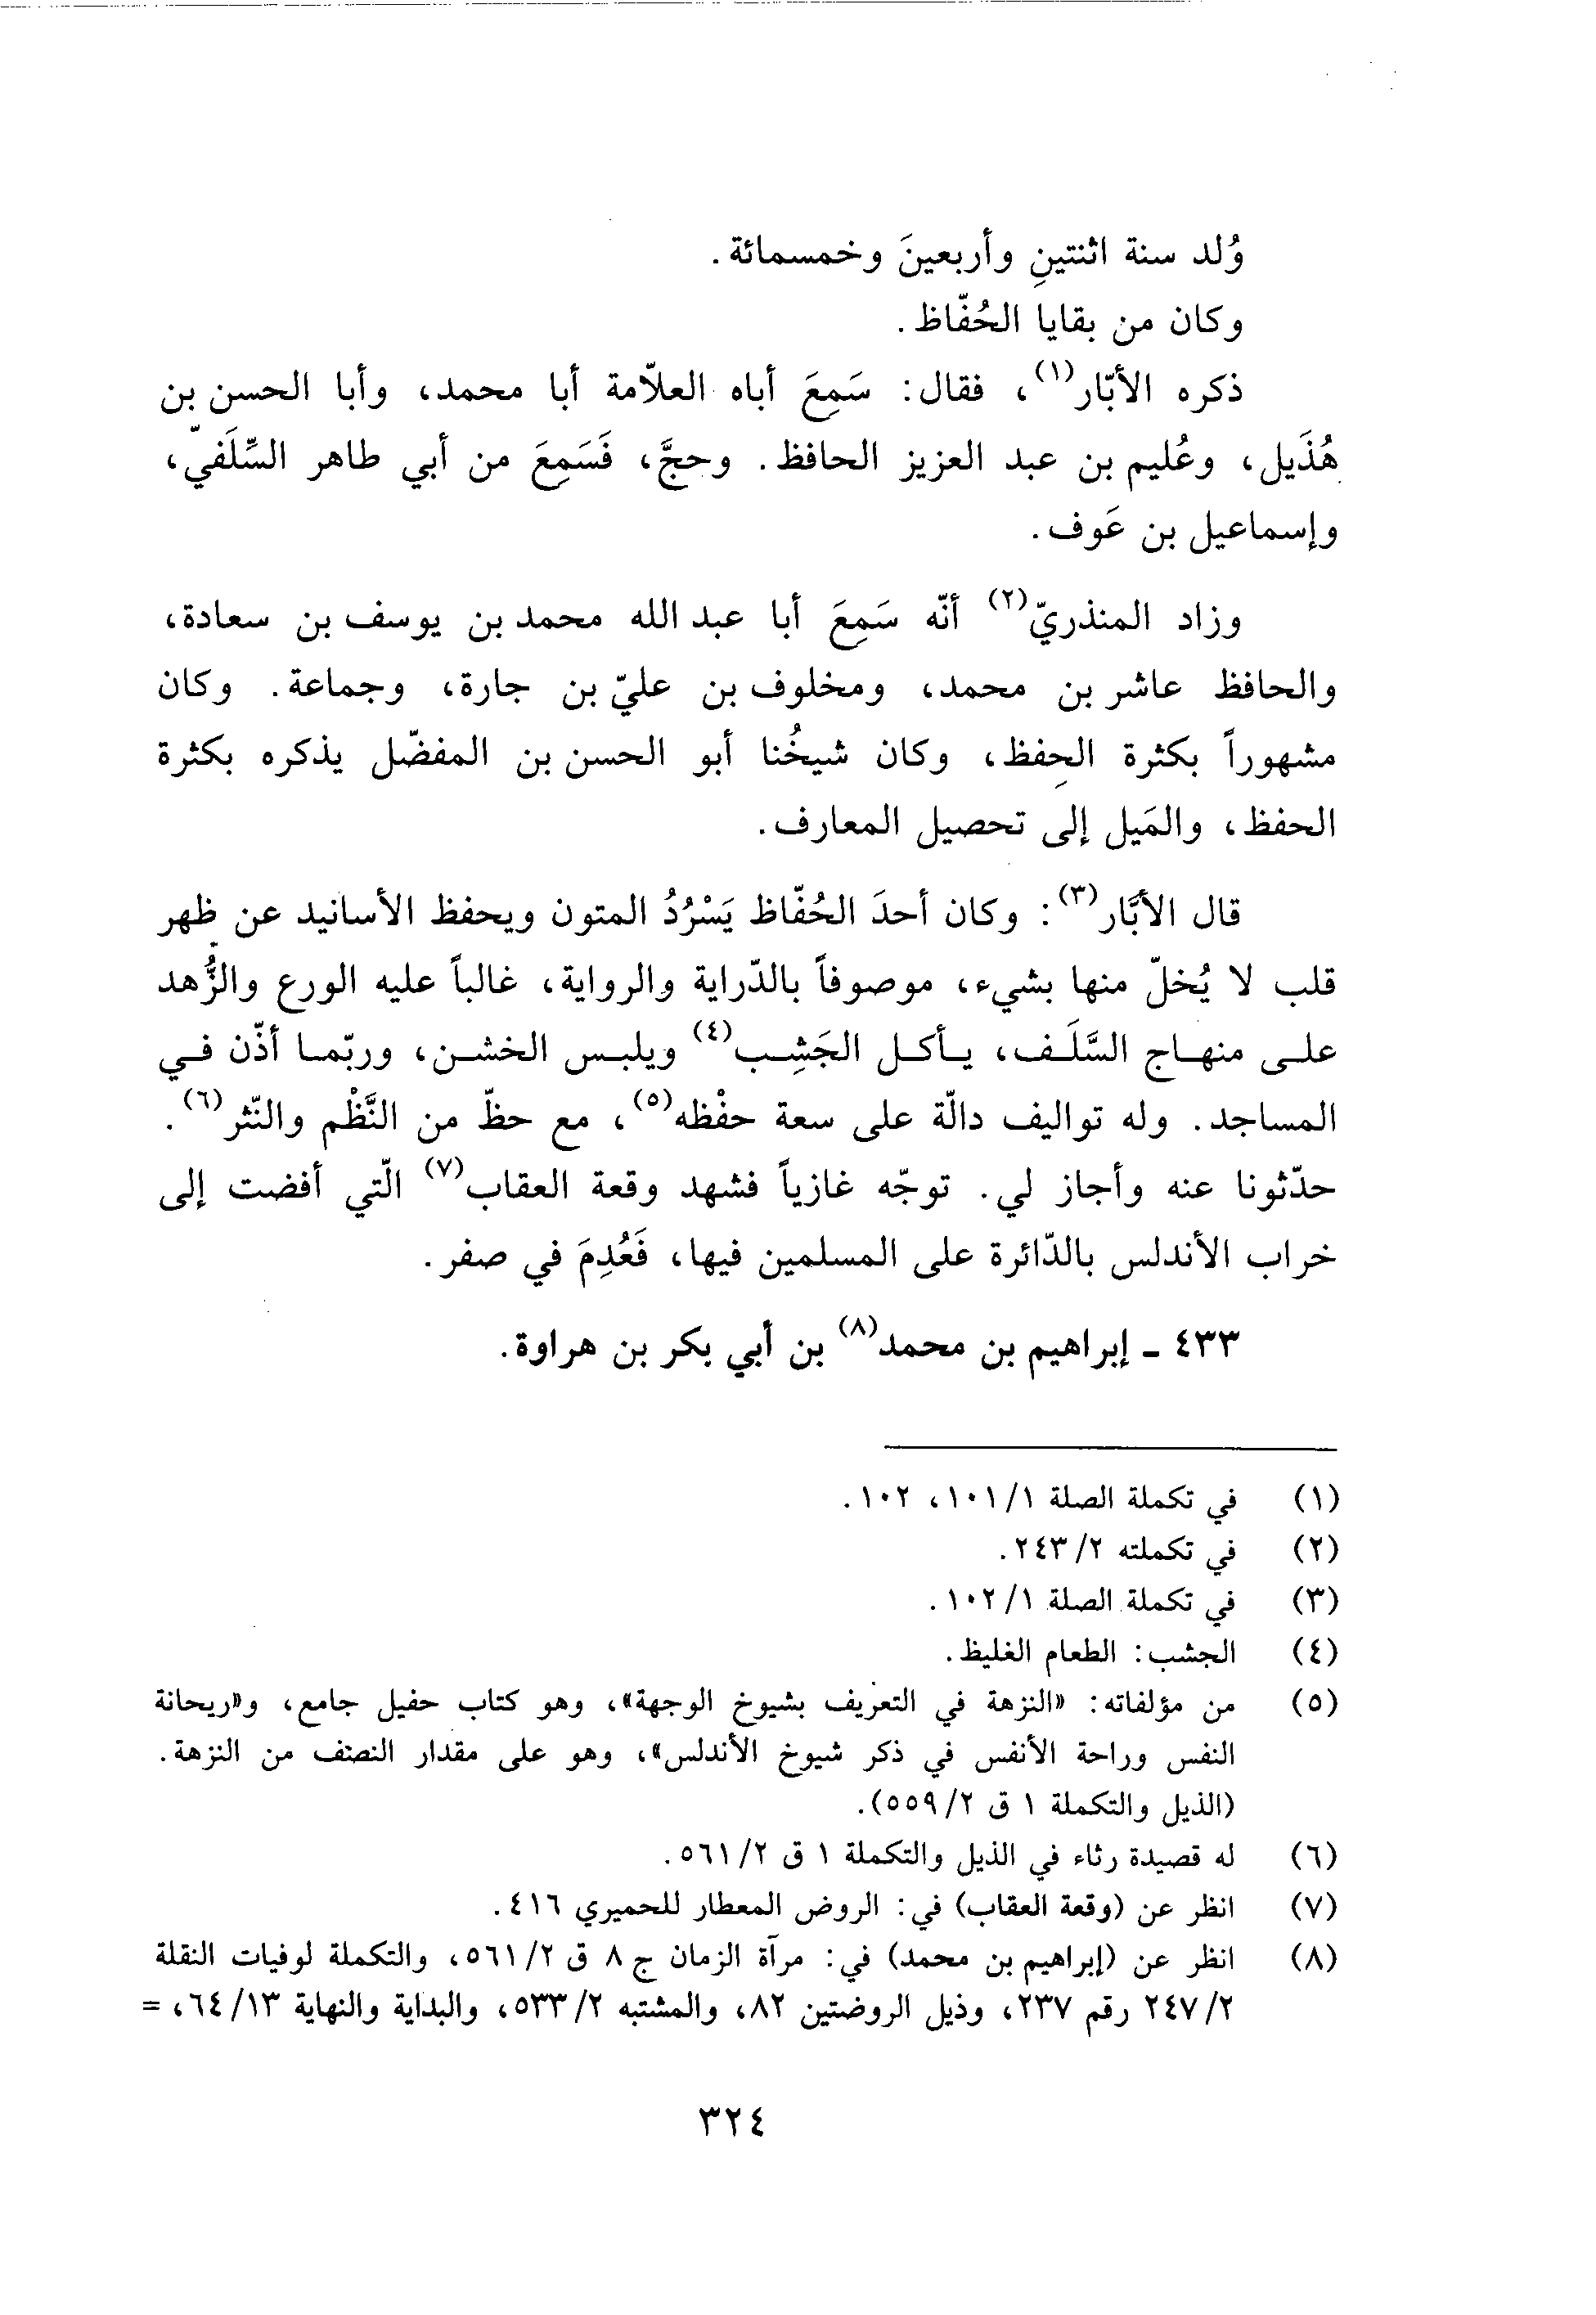 وُلد سنة اثنتينِ وأربعينَ وخمسمائة.
وكان من بقايا الحُفّاظ.
ذكره الأبّار(١)، فقال: سَمِعَ أباه العلاّمة أبا محمد، وأبا الحسن بن
هُذَيل، وعُليم بن عبد العزيز الحافظ. وحجَّ، فَسَمِعَ من أبي طاهر السِّلَفيّ،
وإسماعيل بن عَوف.
وزاد المنذريّ(٢) أنّه سَمِعَ أبا عبد الله محمد بن يوسف بن سعادة،
والحافظ عاشر بن محمد، ومخلوف بن عليّ بن جارة، وجماعة. وكان
مشهوراً بكثرة الحِفظ، وكان شيخُنا أبو الحسن بن المفضّل يذكره بكثرة
الحفظ، والمَيل إلى تحصيل المعارف.
قال الأبَّار(٣): وكان أحدَ الحُفّاظ يَسْرُدُ المتون ويحفظ الأسانيد عن ظهر
قلب لا يُخلّ منها بشيء، موصوفاً بالدّراية والرواية، غالباً عليه الورع والزُّهد
على منهاج السَّلَف، يأكل الجَشِب(٤) ويلبس الخشن، وربّما أذّن في
المساجد. وله تواليف دالّة على سعة حفْظه(٥)، مع حظّ من النَّظْم والنّثر(٦).
حدّثونا عنه وأجاز لي. توجّه غازياً فشهد وقعة العقاب(٧) الّتي أفضت إلى
خراب الأندلس بالدّائرة على المسلمين فيها، فَعُدِمَ في صفر.
٤٣٣ ـ إبراهيم بن محمد(٨) بن أبي بكر بن هراوة.
(١) في تكملة الصلة ١/ ١٠١، ١٠٢.
(٢) في تكملته ٢/ ٢٤٣.
(٣) في تكملة الصلة ١/ ١٠٢.
(٤) الجشب: الطعام الغليظ.
(٥) من مؤلفاته: «النزهة في التعريف بشيوخ الوجهة»، وهو كتاب حفيل جامع، و«ريحانة
النفس وراحة الأنفس في ذكر شيوخ الأندلس»، وهو على مقدار النصف من النزهة.
(الذيل والتكملة ١ ق ٢/ ٥٥٩).
(٦) له قصيدة رثاء في الذيل والتكملة ١ ق ٢/ ٥٦١.
(٧) انظر عن (وقعة العقاب) في: الروض المعطار للحميري ٤١٦.
(٨) انظر عن (إبراهيم بن محمد) في: مرآة الزمان ج ٨ ق ٢/ ٥٦١، والتكملة لوفيات النقلة
٢/ ٢٤٧ رقم ٢٣٧، وذيل الروضتين ٨٢، والمشتبه ٢/ ٥٣٣، والبداية والنهاية ١٣/ ٦٤، =
٣٢٤